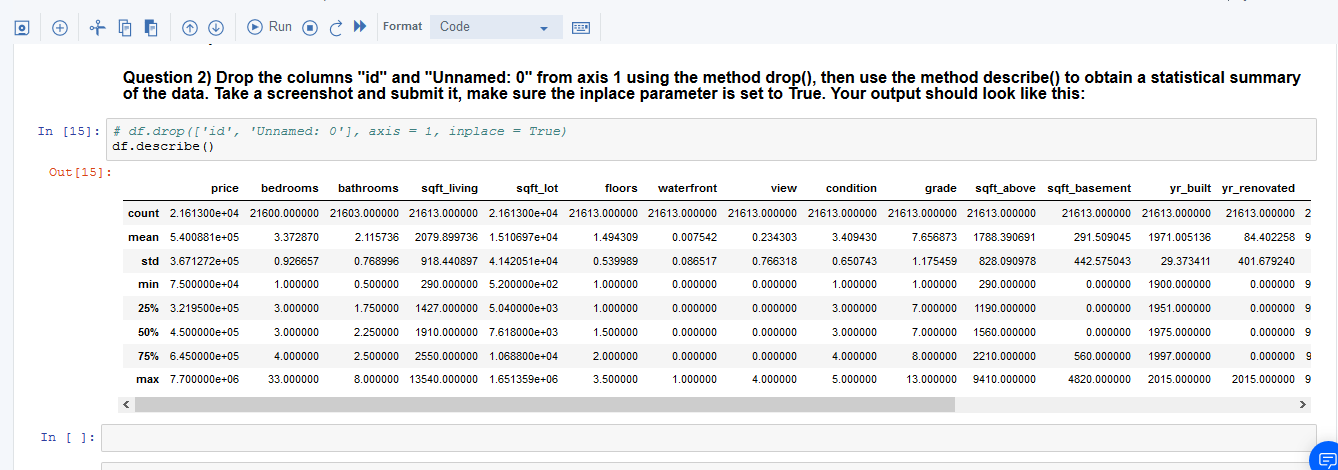 Run
Format
Code
Question 2) Drop the columns "id" and "Unnamed: 0" from axis 1 using the method drop(), then use the method describe() to obtain a statistical summary
of the data. Take a screenshot and submit it, make sure the inplace parameter is set to True. Your output should look like this:
In [15]: # df.drop(['id', 'Unnamed: 0'], axis = 1, inplace = True)
df.describe()
Out[15]:
price bedrooms bathrooms sqft_living sqft_lot floors waterfront view condition grade sqft_above sqft_basement yr_built yr_renovated
count 2.161300e+04 21600.000000 21603.000000 21613.000000 2.161300e+04 21613.000000 21613.000000 21613.000000 21613.000000 21613.000000 21613.000000 21613.000000 21613.000000 21613.000000 2
mean 5.400881e+05 3.372870 2.115736 2079.899736 1.510697e+04 1.494309 0.007542 0.234303 3.409430 7.656873 1788.390691 291.509045 1971.005136 84.402258 9
std 3.671272e+05 0.926657 0.768996 918.440897 4.142051e+04 0.539989 0.086517 0.766318 0.650743 1.175459 828.090978 442.575043 29.373411 401.679240
min 7.500000e+04 1.000000 0.500000 290.000000 5.200000e+02 1.000000 0.000000 0.000000 1.000000 1.000000 290.000000 0.000000 1900.000000 0.000000 9
25% 3.219500e+05 3.000000 1.750000 1427.000000 5.040000e+03 1.000000 0.000000 0.000000 3.000000 7.000000 1190.000000 0.000000 1951.000000 0.000000 9
50% 4.500000e+05 3.000000 2.250000 1910.000000 7.618000e+03 1.500000 0.000000 0.000000 3.000000 7.000000 1560.000000 0.000000 1975.000000 0.000000 9
75% 6.450000e+05 4.000000 2.500000 2550.000000 1.068800e+04 2.000000 0.000000 0.000000 4.000000 8.000000 2210.000000 560.000000 1997.000000 0.000000 9
max 7.700000e+06 33.000000 8.000000 13540.000000 1.651359e+06 3.500000 1.000000 4.000000 5.000000 13.000000 9410.000000 4820.000000 2015.000000 2015.000000 9
In [ ]: